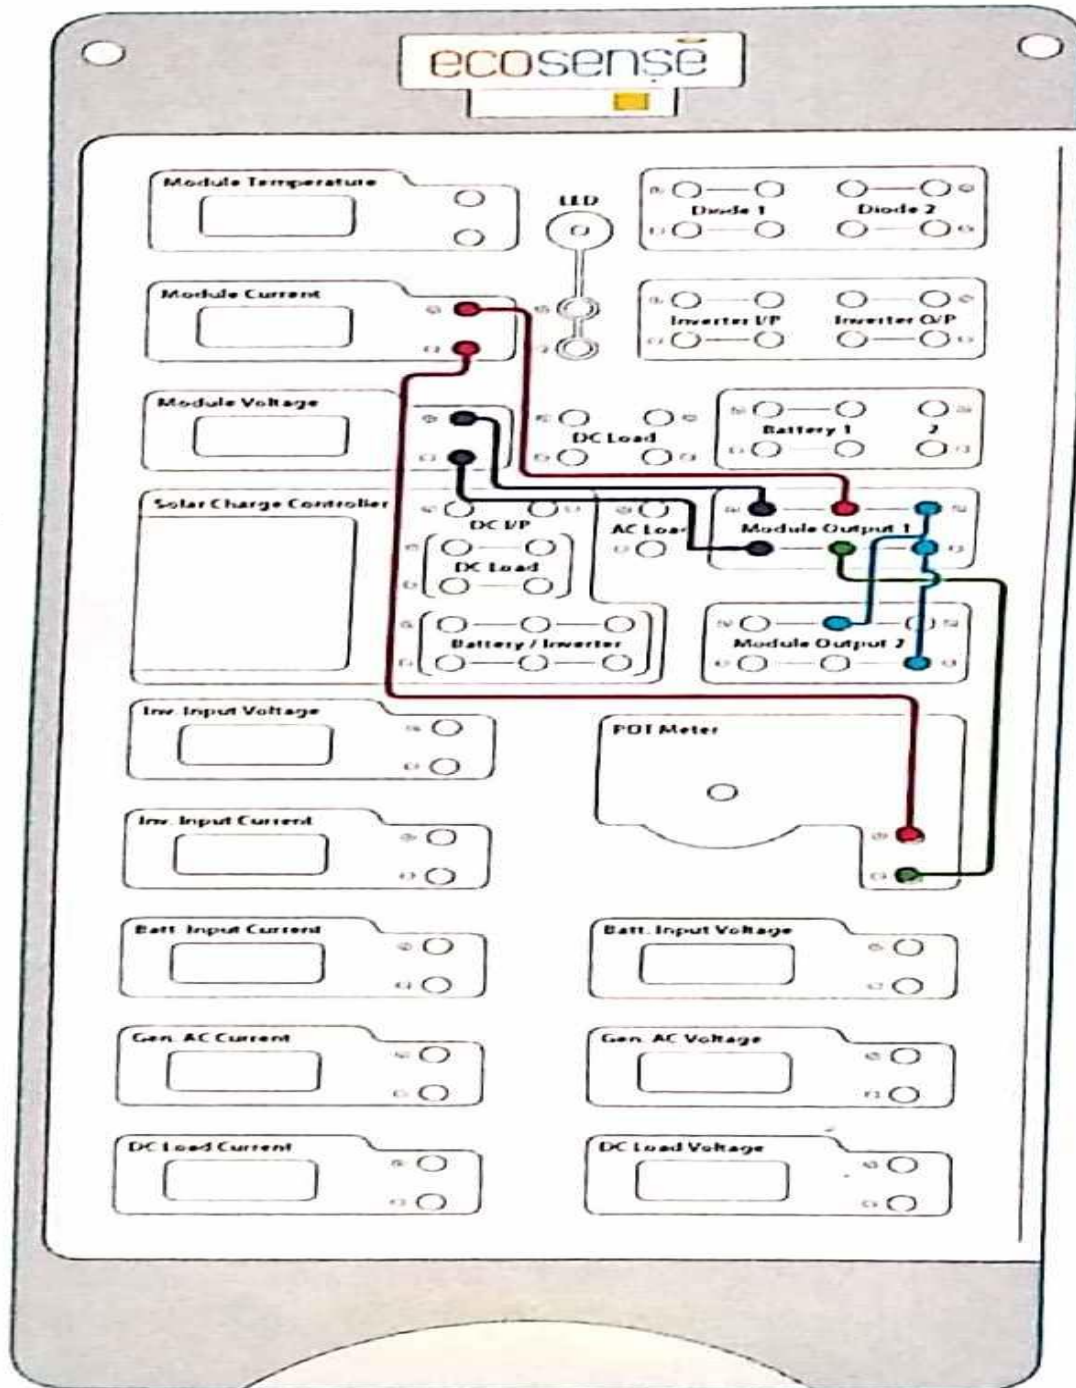 ecosense
Module Temperature
LED
Diode 1
Diode 2
Module Current
Inverter I/P
Inverter O/P
Module Voltage
DC Load
Battery 1
2
Solar Charge Controller
DC I/P
AC Load
Module Output 1
DC Load
Battery / Inverter
Module Output 2
Inv. Input Voltage
POT Meter
Inv. Input Current
Batt. Input Current
Batt. Input Voltage
Gen. AC Current
Gen. AC Voltage
DC Load Current
DC Load Voltage